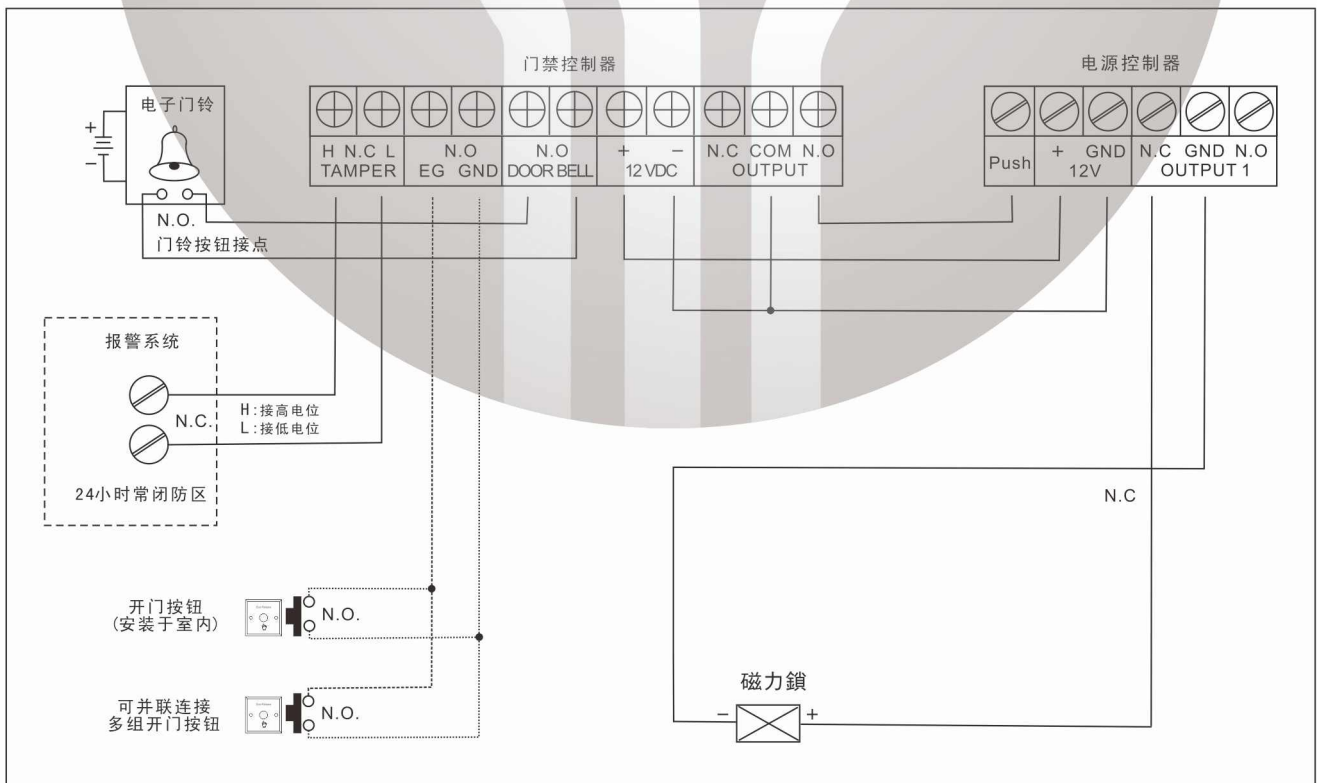 门禁控制器
电源控制器
电子门铃
+
−
H N.C L
TAMPER
N.O
EG GND
N.O
DOOR BELL
+ −
12 VDC
N.C COM N.O
OUTPUT
Push
+ GND
12V
N.C GND N.O
OUTPUT 1
N.O.
门铃按钮接点
报警系统
N.C.
H:接高电位
L:接低电位
24小时常闭防区
N.C
开门按钮
(安装于室内)
N.O.
可并联连接
多组开门按钮
N.O.
磁力鎖
− +